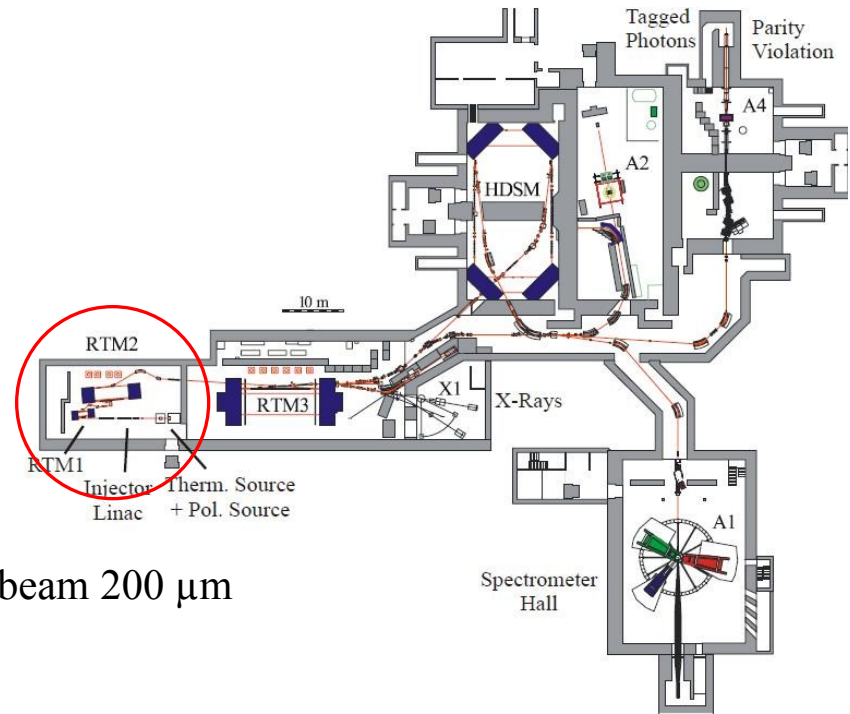 Tagged
Photons
Parity
Violation
A4
A2
HDSM
10 m
RTM2
RTM3
X1
X-Rays
RTM1
Injector
Linac
Therm. Source
+ Pol. Source
A1
beam 200 µm
Spectrometer
Hall